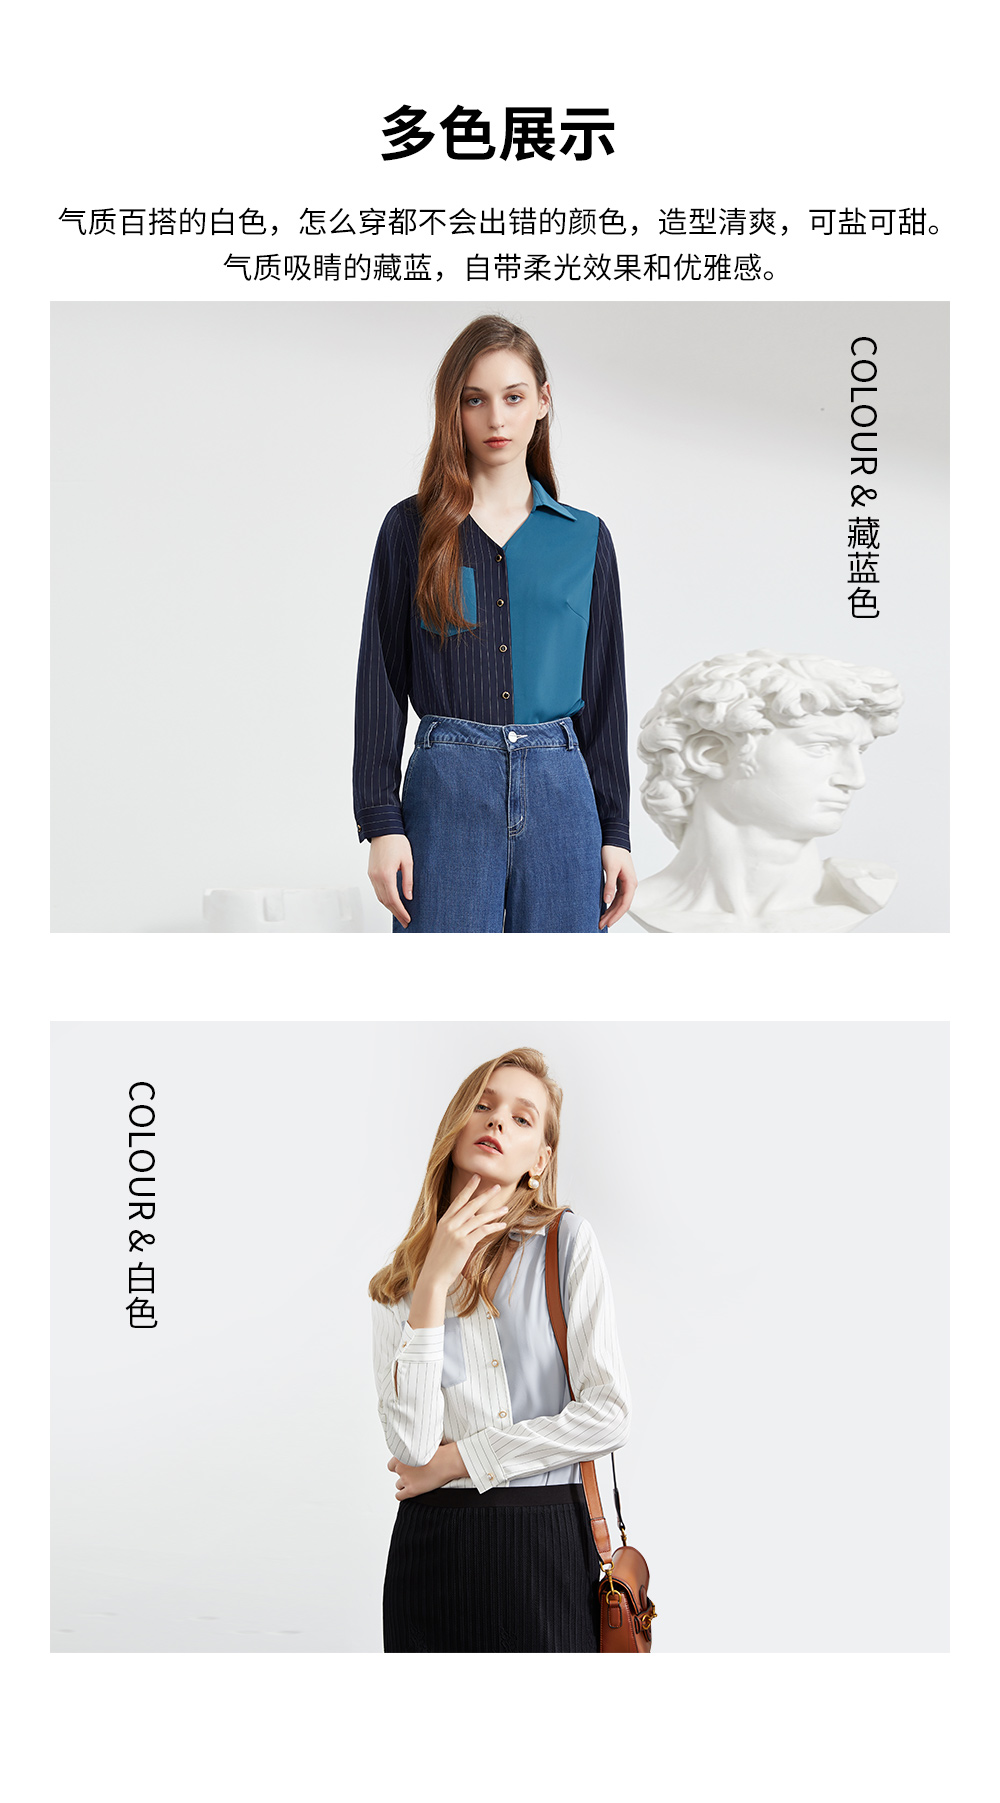 多色展示
气质百搭的白色，怎么穿都不会出错的颜色，造型清爽，可盐可甜。
气质吸睛的藏蓝，自带柔光效果和优雅感。
COLOUR & 藏蓝色
COLOUR & 白色